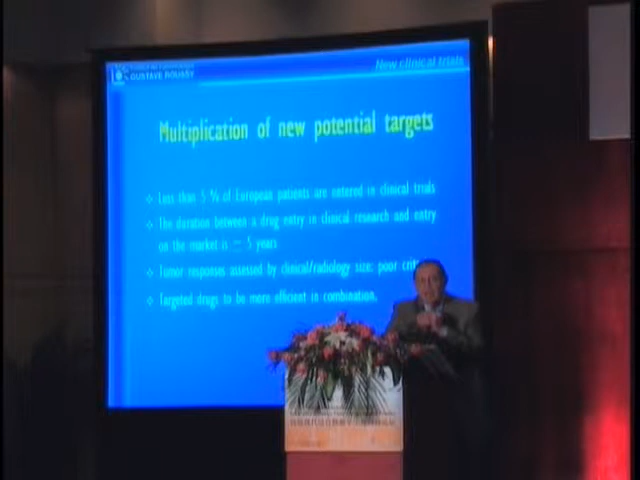 GUSTAVE ROUSSY
New clinical trials
Multiplication of new potential targets
Less than 5 % of European patients are entered in clinical trials
The duration between a drug entry in clinical research and entry
on the market is 5 years
Tumor responses assessed by clinical/radiology size: poor
Targeted drugs to be more efficient in combination.